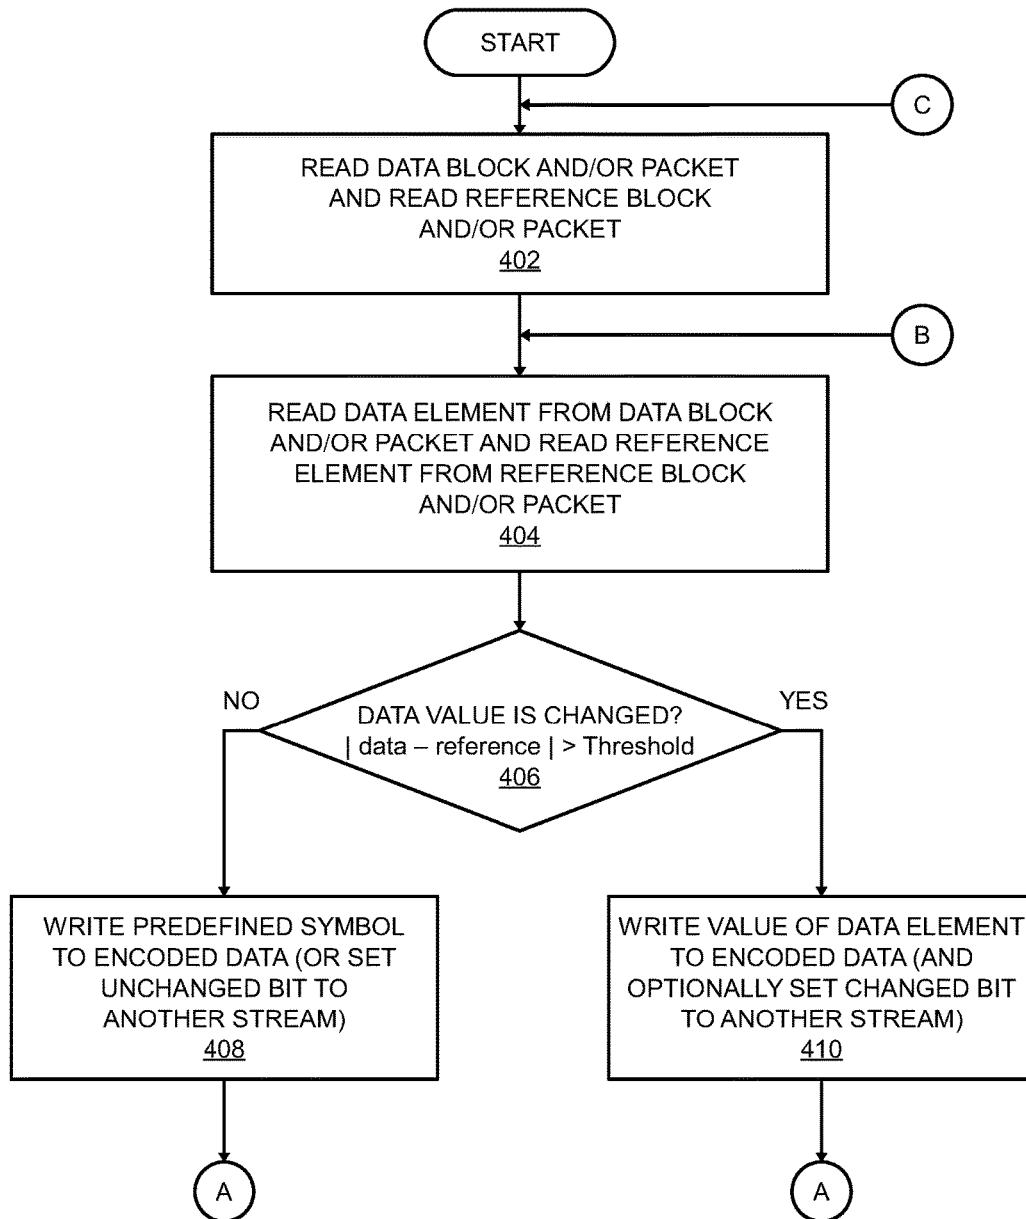 START
C
READ DATA BLOCK AND/OR PACKET
AND READ REFERENCE BLOCK
AND/OR PACKET
402
B
READ DATA ELEMENT FROM DATA BLOCK
AND/OR PACKET AND READ REFERENCE
ELEMENT FROM REFERENCE BLOCK
AND/OR PACKET
404
NO
YES
DATA VALUE IS CHANGED?
| data – reference | > Threshold
406
WRITE PREDEFINED SYMBOL
TO ENCODED DATA (OR SET
UNCHANGED BIT TO
ANOTHER STREAM)
408
WRITE VALUE OF DATA ELEMENT
TO ENCODED DATA (AND
OPTIONALLY SET CHANGED BIT
TO ANOTHER STREAM)
410
A
A